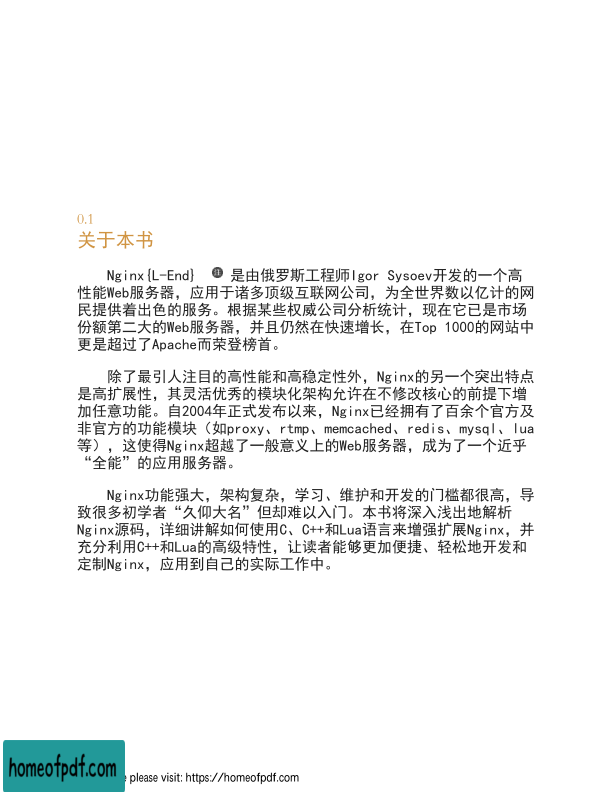 0.1
关于本书
Nginx{L-End} 注 是由俄罗斯工程师Igor Sysoev开发的一个高
性能Web服务器，应用于诸多顶级互联网公司，为全世界数以亿计的网
民提供着出色的服务。根据某些权威公司分析统计，现在它已是市场
份额第二大的Web服务器，并且仍然在快速增长，在Top 1000的网站中
更是超过了Apache而荣登榜首。
除了最引人注目的高性能和高稳定性外，Nginx的另一个突出特点
是高扩展性，其灵活优秀的模块化架构允许在不修改核心的前提下增
加任意功能。自2004年正式发布以来，Nginx已经拥有了百余个官方及
非官方的功能模块（如proxy、rtmp、memcached、redis、mysql、lua
等），这使得Nginx超越了一般意义上的Web服务器，成为了一个近乎
“全能”的应用服务器。
Nginx功能强大，架构复杂，学习、维护和开发的门槛都很高，导
致很多初学者“久仰大名”但却难以入门。本书将深入浅出地解析
Nginx源码，详细讲解如何使用C、C++和Lua语言来增强扩展Nginx，并
充分利用C++和Lua的高级特性，让读者能够更加便捷、轻松地开发和
定制Nginx，应用到自己的实际工作中。
homeofpdf.com
please visit: https://homeofpdf.com